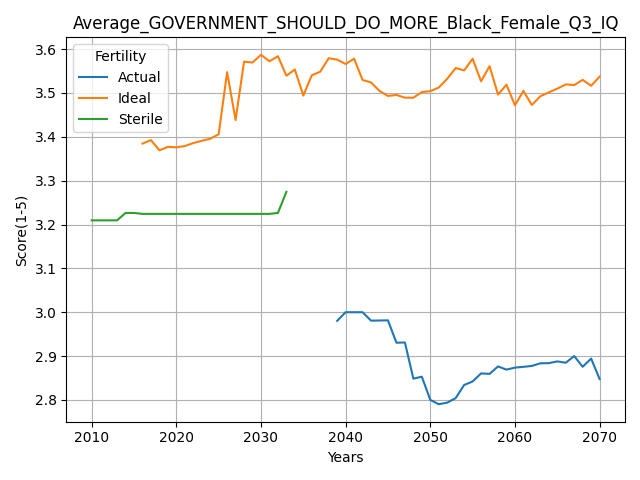 Average_GOVERNMENT_SHOULD_DO_MORE_Black_Female_Q3_IQ
Fertility
Actual
Ideal
Sterile
Score(1-5)
3.6
3.5
3.4
3.3
3.2
3.1
3.0
2.9
2.8
2010 2020 2030 2040 2050 2060 2070
Years